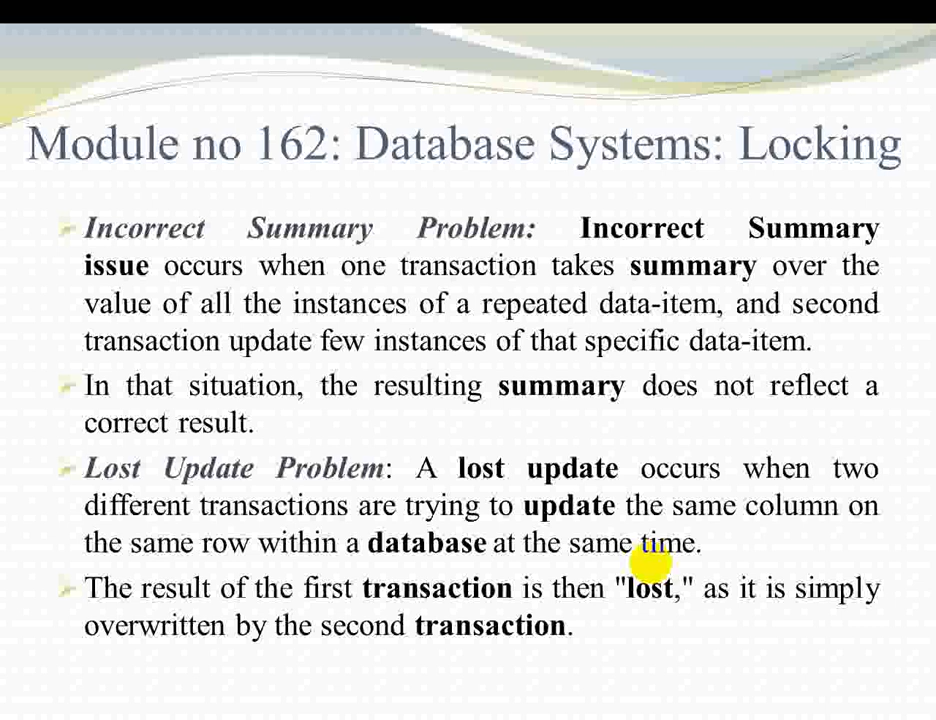 Module no 162: Database Systems: Locking
Incorrect Summary Problem: Incorrect Summary
issue occurs when one transaction takes summary over the
value of all the instances of a repeated data-item, and second
transaction update few instances of that specific data-item.
In that situation, the resulting summary does not reflect a
correct result.
Lost Update Problem: A lost update occurs when two
different transactions are trying to update the same column on
the same row within a database at the same time.
The result of the first transaction is then "lost," as it is simply
overwritten by the second transaction.